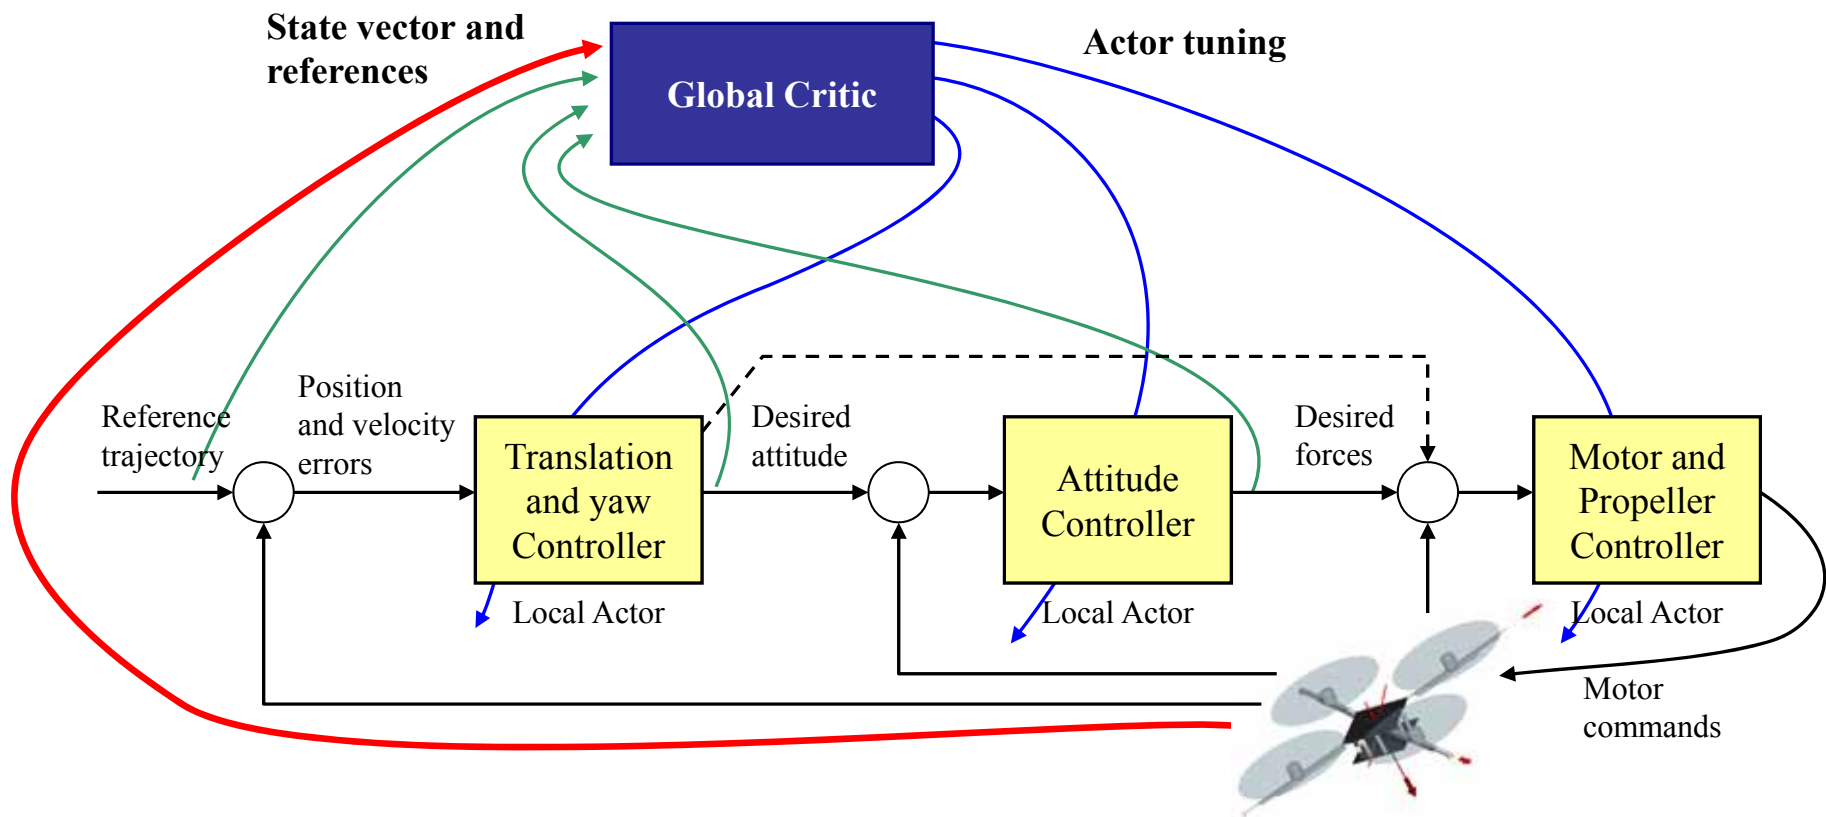 State vector and
references
Global Critic
Actor tuning
Reference
trajectory
Position
and velocity
errors
Translation
and yaw
Controller
Desired
attitude
Attitude
Controller
Desired
forces
Motor and
Propeller
Controller
Local Actor
Local Actor
Local Actor
Motor
commands